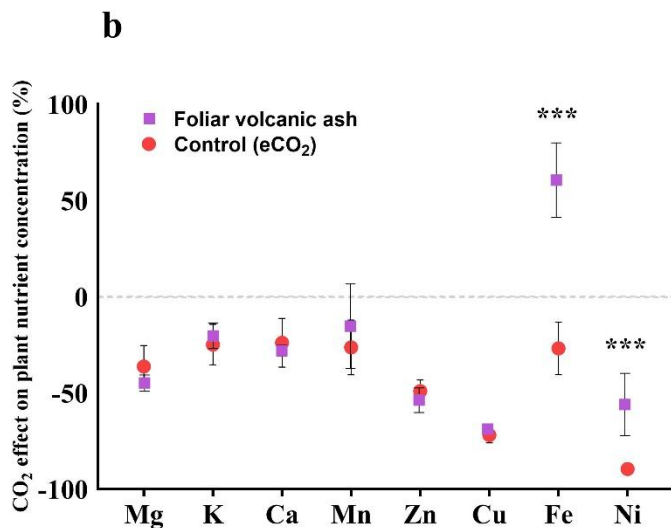 b
CO₂ effect on plant nutrient concentration (%)
100
50
0
-50
-100
Foliar volcanic ash
Control (eCO₂)
***
***
Mg K Ca Mn Zn Cu Fe Ni